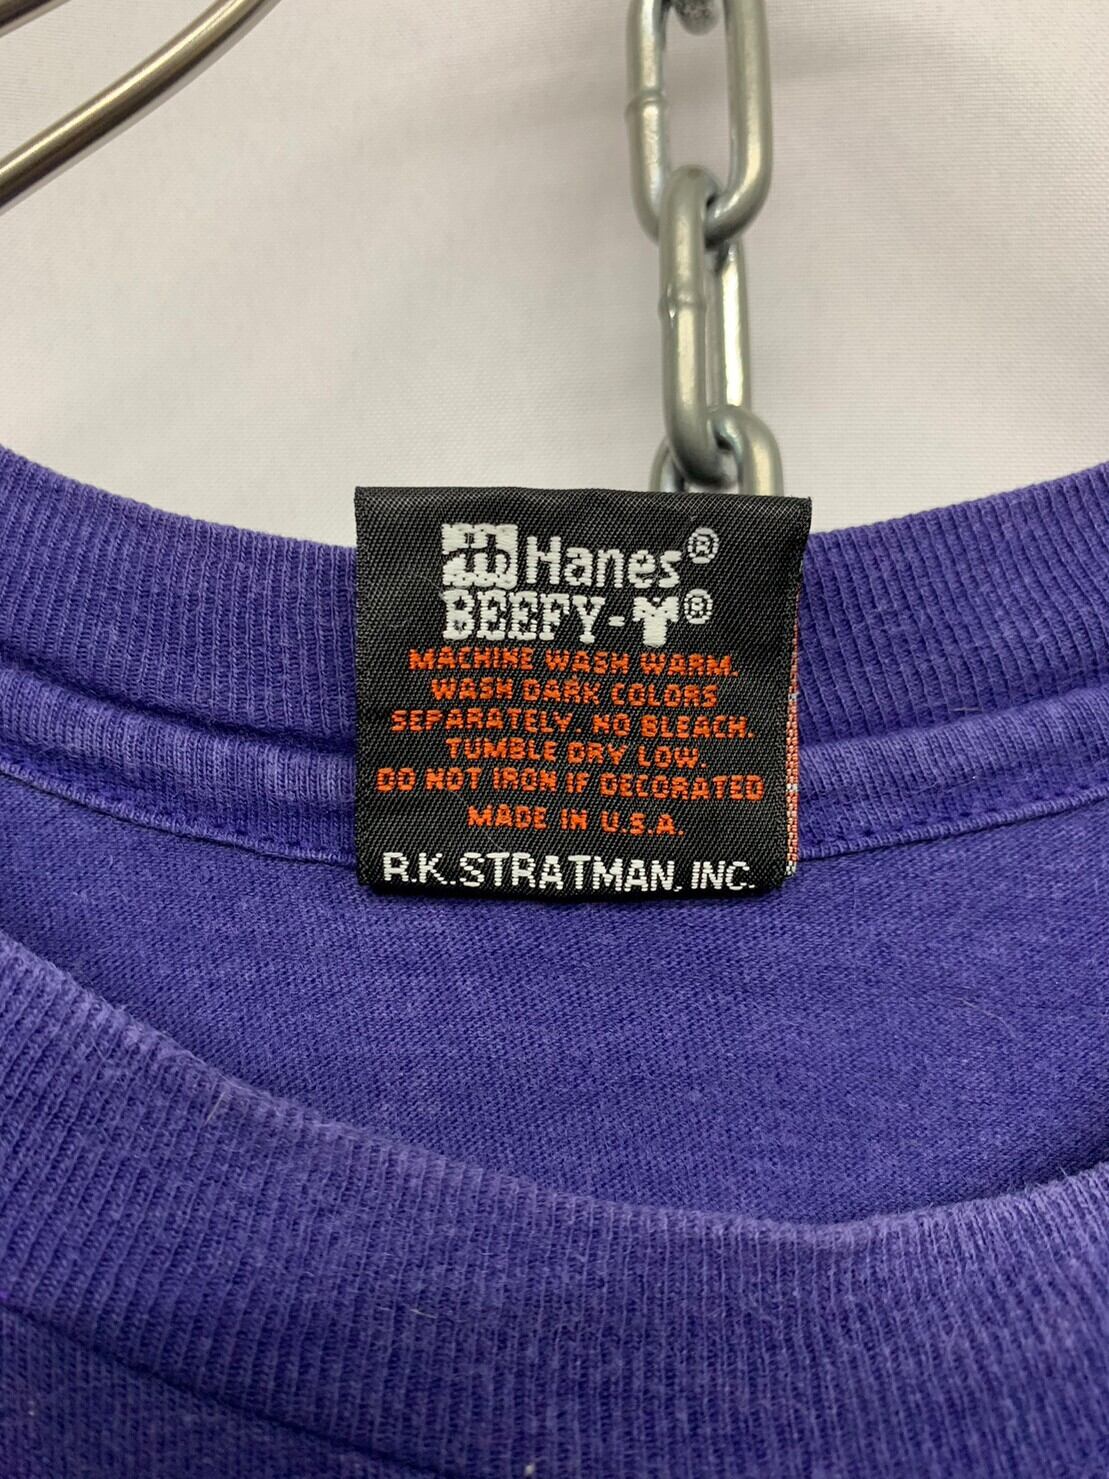 Hanes®
BEEFY-T®
MACHINE WASH WARM.
WASH DARK COLORS
SEPARATELY. NO BLEACH.
TUMBLE DRY LOW.
DO NOT IRON IF DECORATED
MADE IN U.S.A.
R.K.STRATMAN, INC.